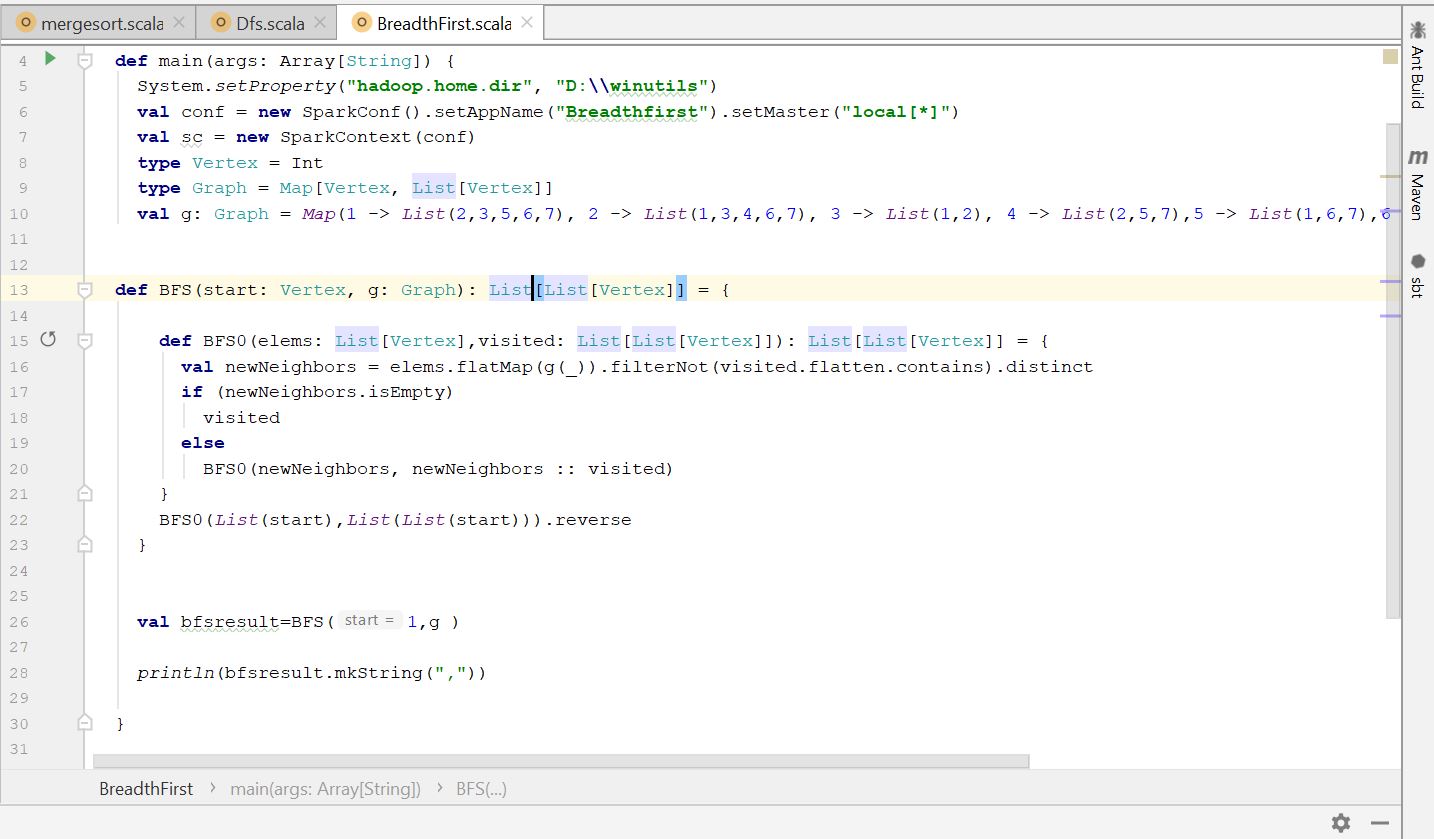 mergesort.scala
Dfs.scala
BreadthFirst.scala
4 def main(args: Array[String]) {
5 System.setProperty("hadoop.home.dir", "D:\\winutils")
6 val conf = new SparkConf().setAppName("Breadthfirst").setMaster("local[*]")
7 val sc = new SparkContext(conf)
8 type Vertex = Int
9 type Graph = Map[Vertex, List[Vertex]]
10 val g: Graph = Map(1 -> List(2,3,5,6,7), 2 -> List(1,3,4,6,7), 3 -> List(1,2), 4 -> List(2,5,7),5 -> List(1,6,7),6
11
12
13 def BFS(start: Vertex, g: Graph): List[List[Vertex]] = {
14
15 def BFS0(elems: List[Vertex],visited: List[List[Vertex]]): List[List[Vertex]] = {
16 val newNeighbors = elems.flatMap(g(_)).filterNot(visited.flatten.contains).distinct
17 if (newNeighbors.isEmpty)
18 visited
19 else
20 BFS0(newNeighbors, newNeighbors :: visited)
21 }
22 BFS0(List(start),List(List(start))).reverse
23 }
24
25
26 val bfsresult=BFS( start = 1,g )
27
28 println(bfsresult.mkString(","))
29
30 }
31
BreadthFirst › main(args: Array[String]) › BFS(...)
Ant Build
m Maven
sbt